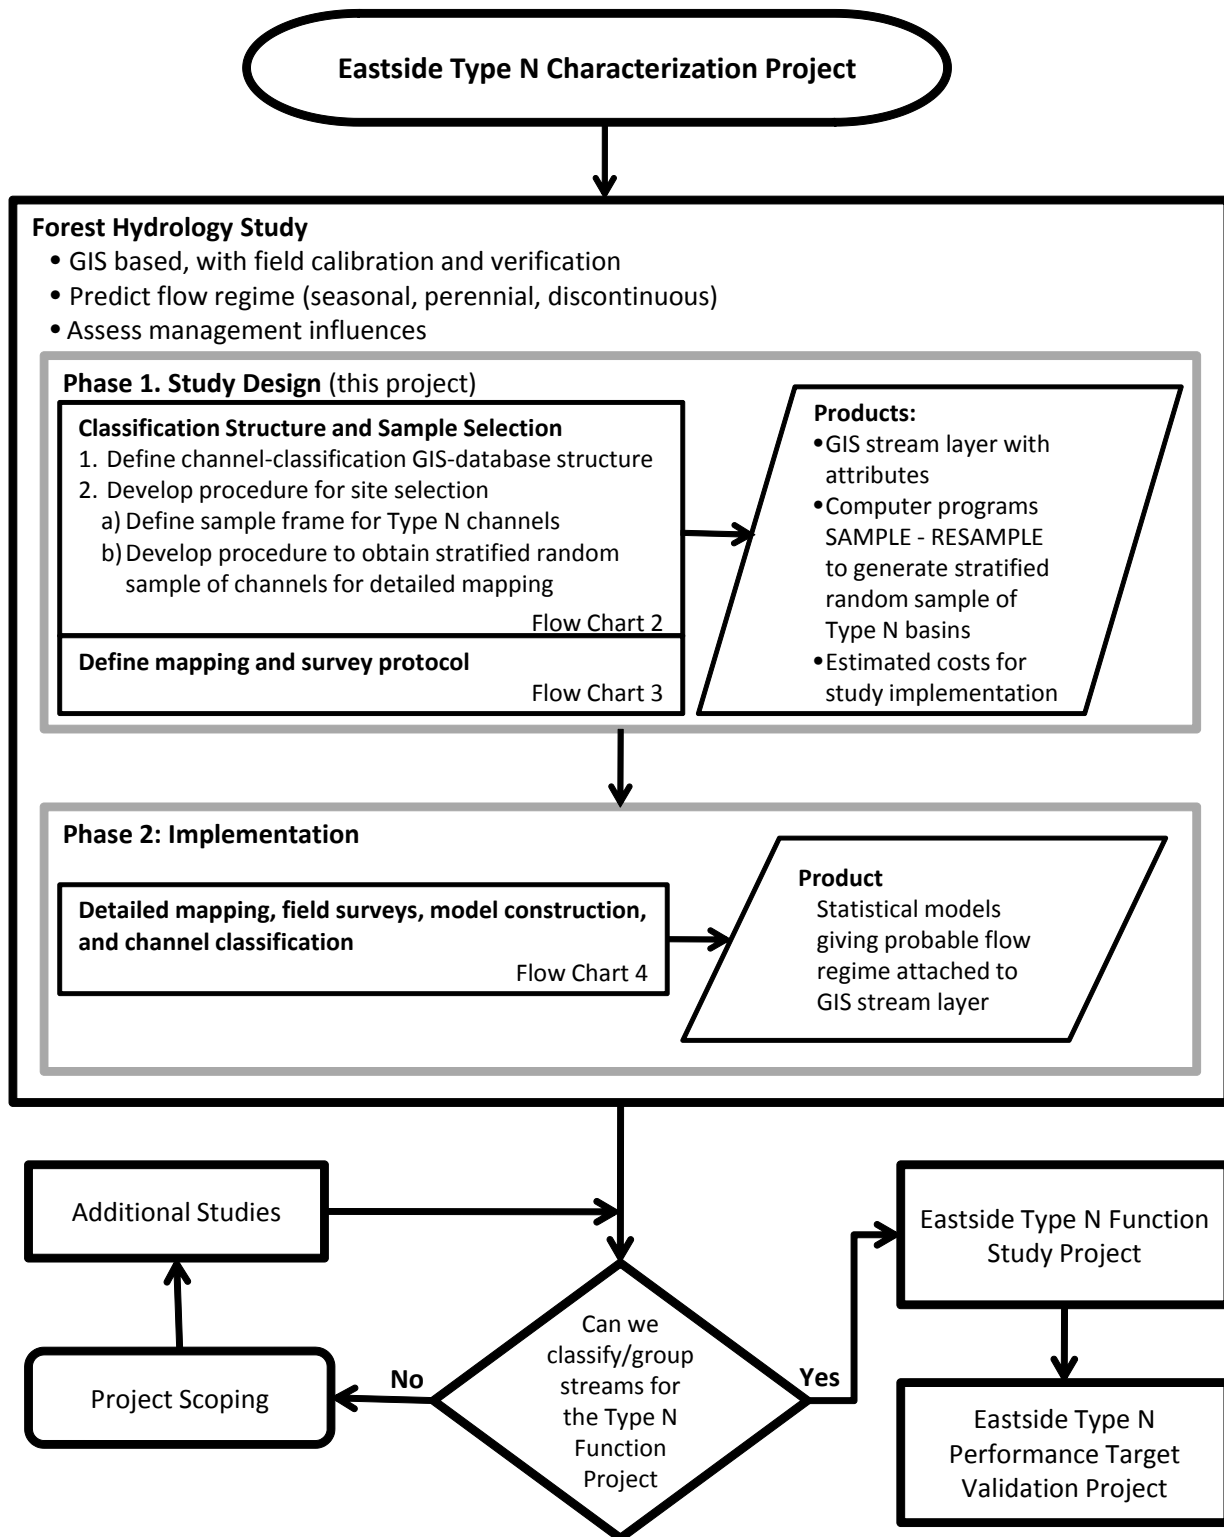 Eastside Type N Characterization Project
Forest Hydrology Study
• GIS based, with field calibration and verification
• Predict flow regime (seasonal, perennial, discontinuous)
• Assess management influences
Phase 1. Study Design (this project)
Classification Structure and Sample Selection
1. Define channel-classification GIS-database structure
2. Develop procedure for site selection
a) Define sample frame for Type N channels
b) Develop procedure to obtain stratified random
sample of channels for detailed mapping
Flow Chart 2
Define mapping and survey protocol
Flow Chart 3
Products:
•GIS stream layer with
attributes
•Computer programs
SAMPLE - RESAMPLE
to generate stratified
random sample of
Type N basins
•Estimated costs for
study implementation
Phase 2: Implementation
Detailed mapping, field surveys, model construction,
and channel classification
Flow Chart 4
Product
Statistical models
giving probable flow
regime attached to
GIS stream layer
Additional Studies
Project Scoping
No
Can we
classify/group
streams for
the Type N
Function
Project
Yes
Eastside Type N Function
Study Project
Eastside Type N
Performance Target
Validation Project